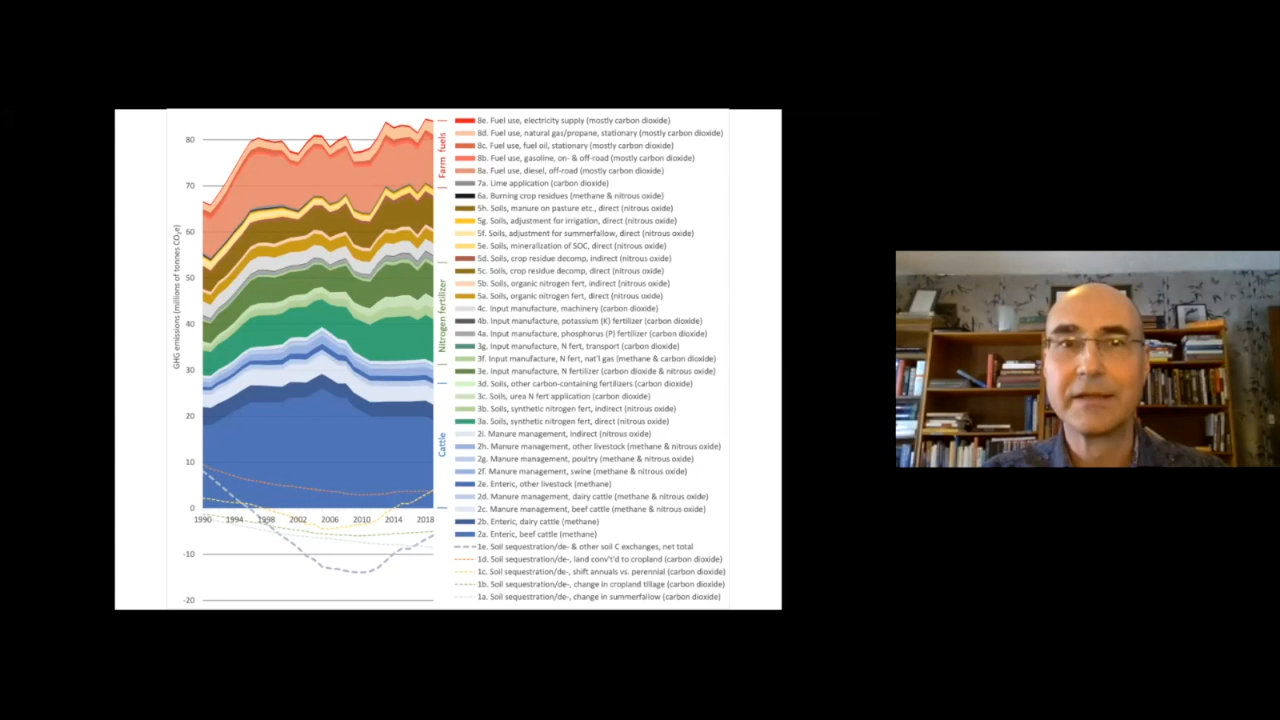 80
70
60
50
40
30
20
10
0
-10
-20
GHG emissions (millions of tonnes CO₂e)
1990 1994 1998 2002 2006 2010 2014 2018
Farm fuels
Nitrogen fertilizer
Cattle
8e. Fuel use, electricity supply (mostly carbon dioxide)
8d. Fuel use, natural gas/propane, stationary (mostly carbon dioxide)
8c. Fuel use, fuel oil, stationary (mostly carbon dioxide)
8b. Fuel use, gasoline, on- & off-road (mostly carbon dioxide)
8a. Fuel use, diesel, off-road (mostly carbon dioxide)
7a. Lime application (carbon dioxide)
6a. Burning crop residues (methane & nitrous oxide)
5h. Soils, manure on pasture etc., direct (nitrous oxide)
5g. Soils, adjustment for irrigation, direct (nitrous oxide)
5f. Soils, adjustment for summerfallow, direct (nitrous oxide)
5e. Soils, mineralization of SOC, direct (nitrous oxide)
5d. Soils, crop residue decomp, indirect (nitrous oxide)
5c. Soils, crop residue decomp, direct (nitrous oxide)
5b. Soils, organic nitrogen fert, indirect (nitrous oxide)
5a. Soils, organic nitrogen fert, direct (nitrous oxide)
4c. Input manufacture, machinery (carbon dioxide)
4b. Input manufacture, potassium (K) fertilizer (carbon dioxide)
4a. Input manufacture, phosphorus (P) fertilizer (carbon dioxide)
3g. Input manufacture, N fert, transport (carbon dioxide)
3f. Input manufacture, N fert, nat'l gas (methane & carbon dioxide)
3e. Input manufacture, N fertilizer (carbon dioxide & nitrous oxide)
3d. Soils, other carbon-containing fertilizers (carbon dioxide)
3c. Soils, urea N fert application (carbon dioxide)
3b. Soils, synthetic nitrogen fert, indirect (nitrous oxide)
3a. Soils, synthetic nitrogen fert, direct (nitrous oxide)
2i. Manure management, indirect (nitrous oxide)
2h. Manure management, other livestock (methane & nitrous oxide)
2g. Manure management, poultry (methane & nitrous oxide)
2f. Manure management, swine (methane & nitrous oxide)
2e. Enteric, other livestock (methane)
2d. Manure management, dairy cattle (methane & nitrous oxide)
2c. Manure management, beef cattle (methane & nitrous oxide)
2b. Enteric, dairy cattle (methane)
2a. Enteric, beef cattle (methane)
1e. Soil sequestration/de- & other soil C exchanges, net total
1d. Soil sequestration/de-, land conv't'd to cropland (carbon dioxide)
1c. Soil sequestration/de-, shift annuals vs. perennial (carbon dioxide)
1b. Soil sequestration/de-, change in cropland tillage (carbon dioxide)
1a. Soil sequestration/de-, change in summerfallow (carbon dioxide)